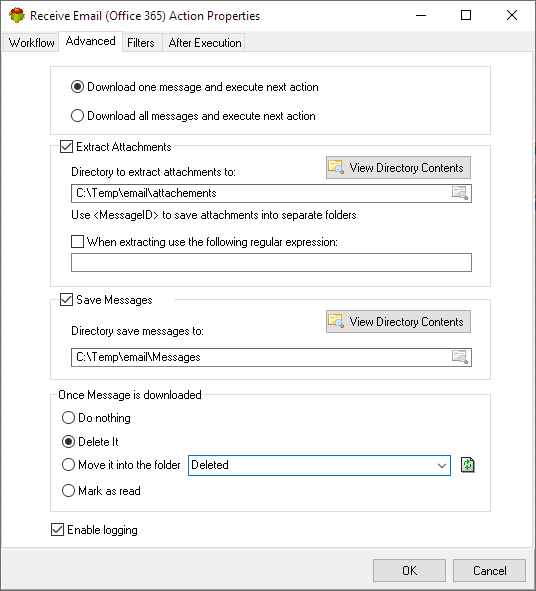 Receive Email (Office 365) Action Properties
Workflow Advanced Filters After Execution
Download one message and execute next action
Download all messages and execute next action
Extract Attachments
View Directory Contents
Directory to extract attachments to:
C:\Temp\email\attachements
Use <MessageID> to save attachments into separate folders
When extracting use the following regular expression:
Save Messages
View Directory Contents
Directory save messages to:
C:\Temp\email\Messages
Once Message is downloaded
Do nothing
Delete It
Move it into the folder Deleted
Mark as read
Enable logging
OK Cancel